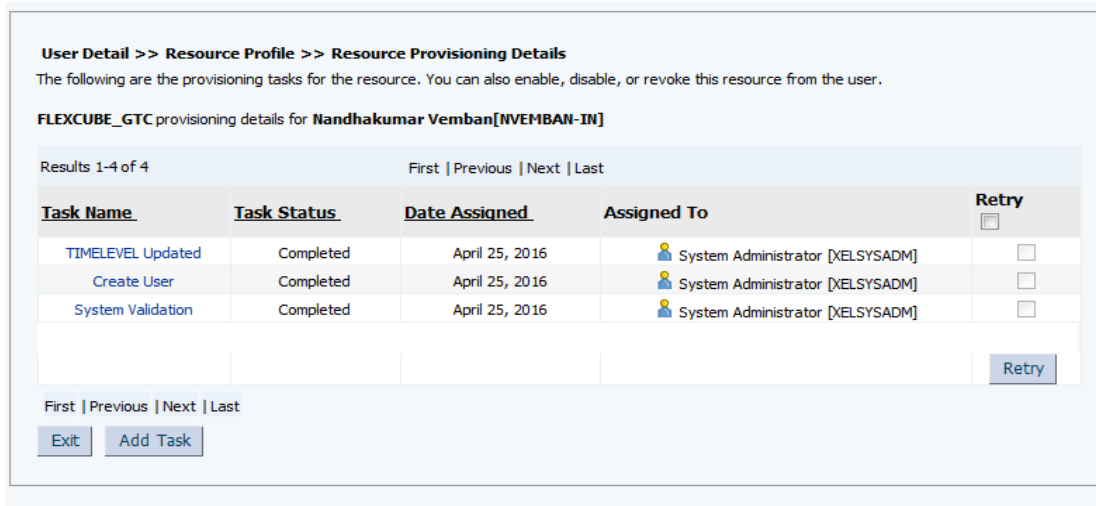 User Detail >> Resource Profile >> Resource Provisioning Details
The following are the provisioning tasks for the resource. You can also enable, disable, or revoke this resource from the user.
FLEXCUBE_GTC provisioning details for Nandhakumar Vemban[NVEMBAN-IN]
Results 1-4 of 4 First | Previous | Next | Last
Task Name Task Status Date Assigned Assigned To Retry
TIMELEVEL Updated Completed April 25, 2016 System Administrator [XELSYSADM]
Create User Completed April 25, 2016 System Administrator [XELSYSADM]
System Validation Completed April 25, 2016 System Administrator [XELSYSADM]
Retry
First | Previous | Next | Last
Exit Add Task